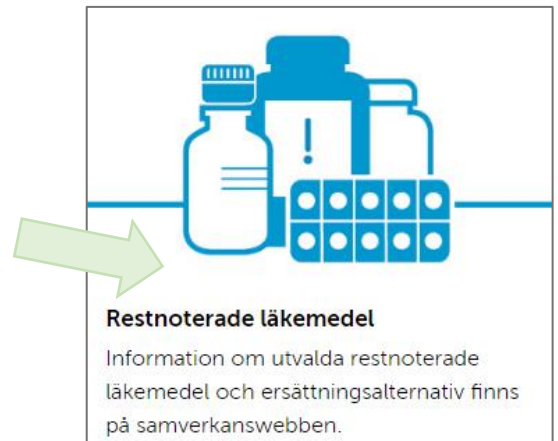 Restnoterade läkemedel
Information om utvalda restnoterade
läkemedel och ersättningsalternativ finns
på samverkanswebben.